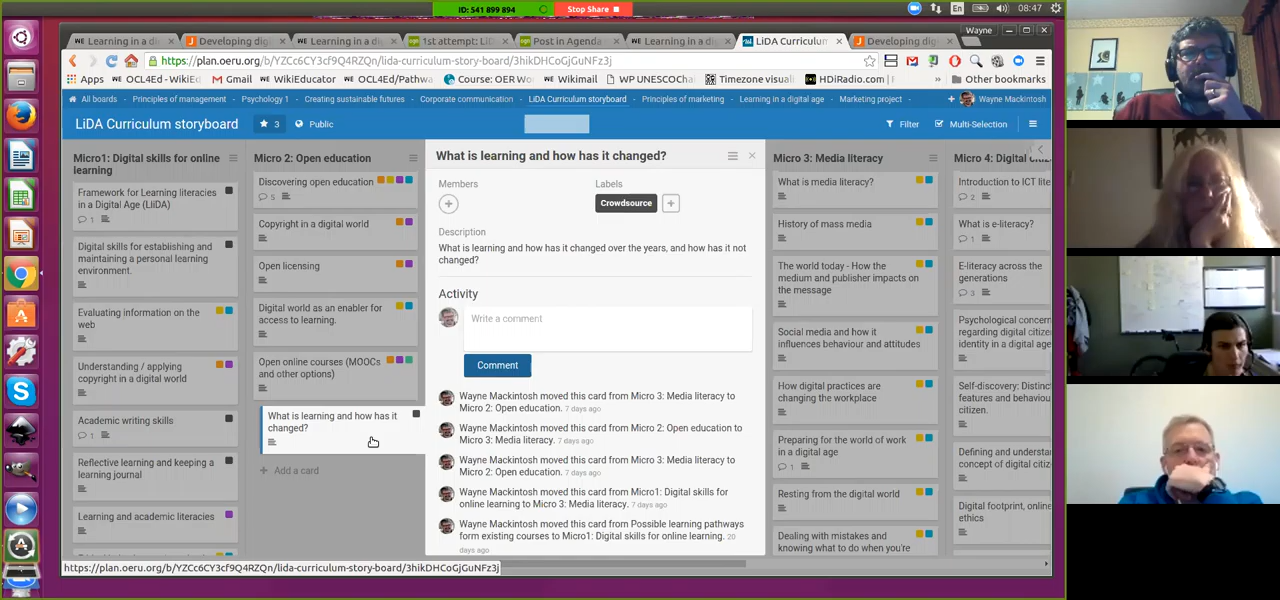 ID: 541 899 894
Stop Share
En
08:47
Wayne
Learning in a di
Developing dig
Learning in a di
1st attempt: Li
Post in Agenda
Learning in a di
LiDA Curriculum
Developing dig
https://plan.oeru.org/b/YZCc6CY3cf9Q4RZQn/lida-curriculum-story-board/3hikDHCoGjGuNFz3j
Apps
OCL4Ed - WikiEd
Gmail
WikiEducator
OCL4Ed/Pathwa
Course: OER Wor
Wikimail
WP UNESCOCha
Timezone visuali
HDiRadio.com |
»
Other bookmarks
All boards
Principles of management
Psychology 1
Creating sustainable futures
Corporate communication
LiDA Curriculum storyboard
Principles of marketing
Learning in a digital age
Marketing project
Wayne Mackintosh
LiDA Curriculum storyboard
3
Public
Filter
Multi-Selection
Micro1: Digital skills for online
learning
Framework for Learning literacies
in a Digital Age (LliDA)
1
Digital skills for establishing and
maintaining a personal learning
environment.
Evaluating information on the
web
Understanding / applying
copyright in a digital world
Academic writing skills
1
Reflective learning and keeping a
learning journal
Learning and academic literacies
Micro 2: Open education
Discovering open education
5
Copyright in a digital world
Open licensing
Digital world as an enabler for
access to learning.
Open online courses (MOOCs
and other options)
What is learning and how has it
changed?
Add a card
What is learning and how has it changed?
Members
Labels
Crowdsource
Description
What is learning and how has it changed over the years, and how has it not
changed?
Activity
Write a comment
Comment
Wayne Mackintosh moved this card from Micro 3: Media literacy to
Micro 2: Open education. 7 days ago
Wayne Mackintosh moved this card from Micro 2: Open education to
Micro 3: Media literacy. 7 days ago
Wayne Mackintosh moved this card from Micro 3: Media literacy to
Micro 2: Open education. 7 days ago
Wayne Mackintosh moved this card from Micro1: Digital skills for
online learning to Micro 3: Media literacy. 7 days ago
Wayne Mackintosh moved this card from Possible learning pathways
form existing courses to Micro1: Digital skills for online learning. 20
days ago
Micro 3: Media literacy
What is media literacy?
History of mass media
The world today - How the
medium and publisher impacts on
the message
Social media and how it
influences behaviour and attitudes
How digital practices are
changing the workplace
Preparing for the world of work
in a digital age
1
Resting from the digital world
Dealing with mistakes and
knowing what to do when you're
Micro 4: Digital citiz
Introduction to ICT lite
2
What is e-literacy?
1
E-literacy across the
generations
3
Psychological concern
regarding digital citize
identity in a digital age
Self-discovery: Distinct
features and behaviou
citizen.
Defining and understa
concept of digital citiz
Digital footprint, online
ethics
https://plan.oeru.org/b/YZCc6CY3cf9Q4RZQn/lida-curriculum-story-board/3hikDHCoGjGuNFz3j